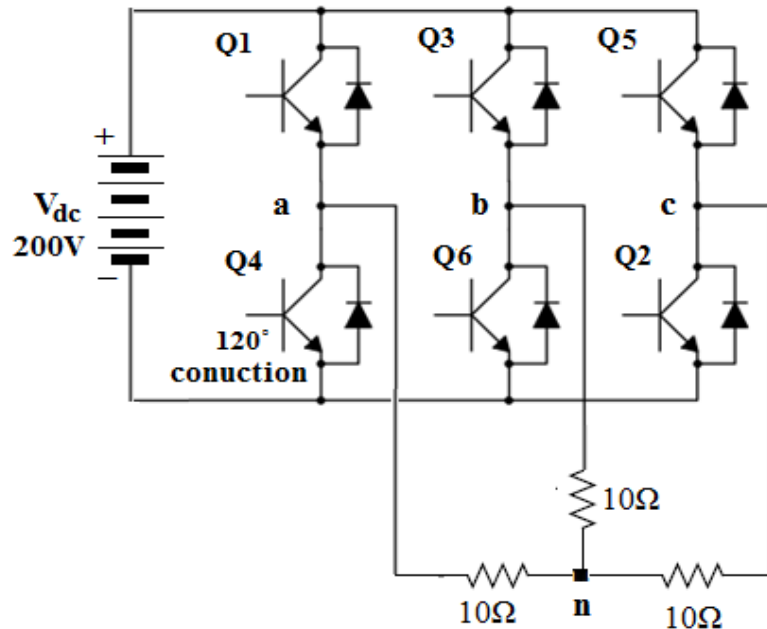 Q1
Q3
Q5
+
V_dc
200V
−
a
b
c
Q4
Q6
Q2
120°
conuction
10Ω
10Ω
n
10Ω